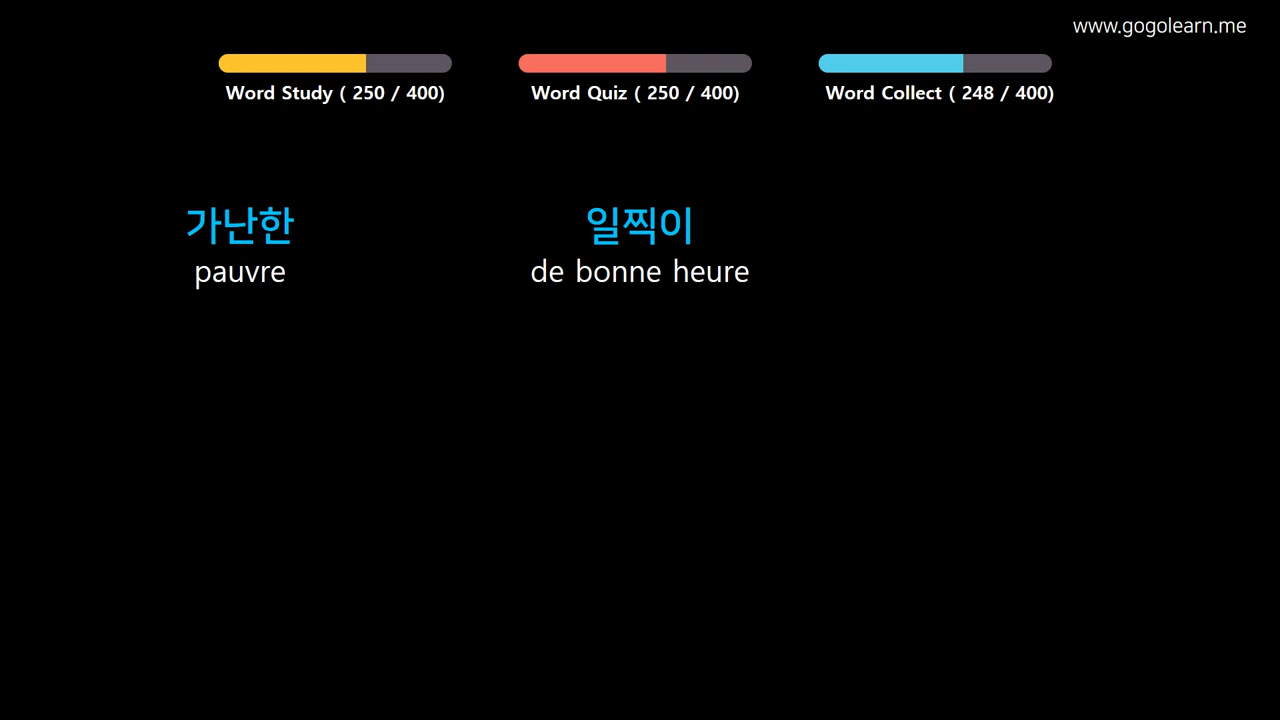 www.gogolearn.me
Word Study ( 250 / 400)
Word Quiz ( 250 / 400)
Word Collect ( 248 / 400)
가난한
pauvre
일찍이
de bonne heure